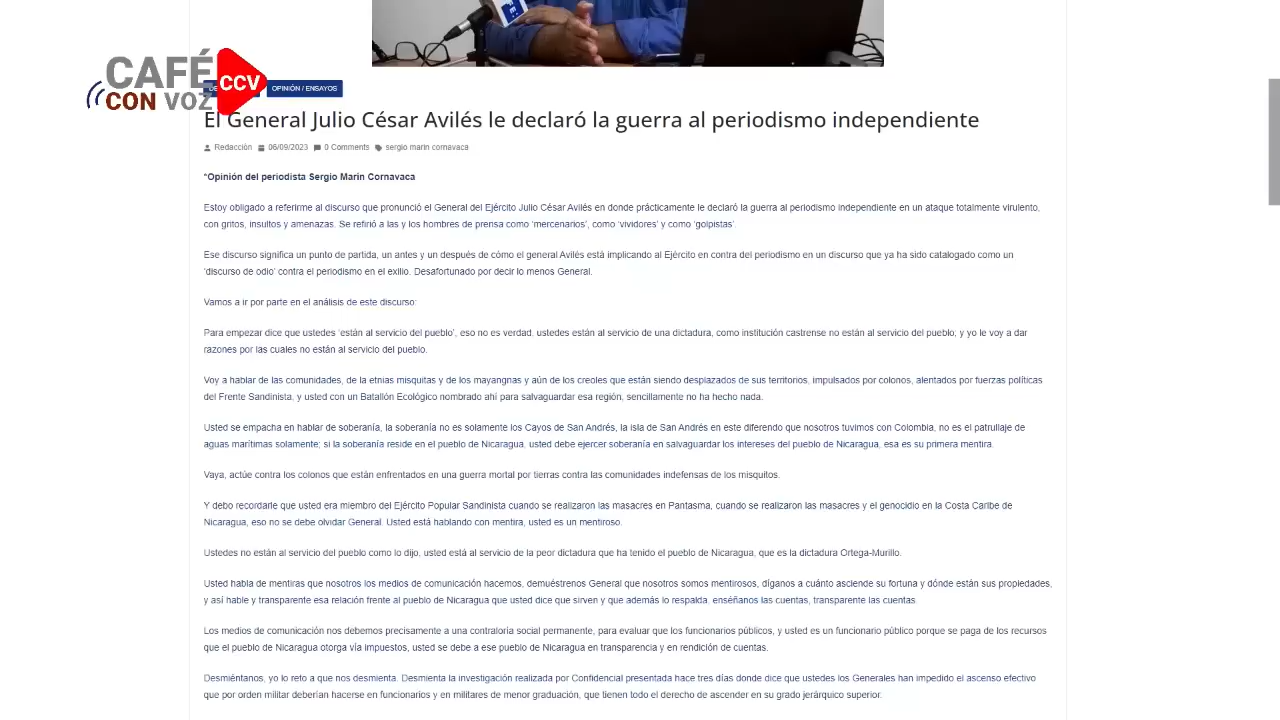 CAFÉ
CON VOZ
CCV
OPINIÓN / ENSAYOS
El General Julio César Avilés le declaró la guerra al periodismo independiente
Redacción 06/09/2023 0 Comments sergio marin cornavaca
*Opinión del periodista Sergio Marín Cornavaca
Estoy obligado a referirme al discurso que pronunció el General del Ejército Julio César Avilés en donde prácticamente le declaró la guerra al periodismo independiente en un ataque totalmente virulento,
con gritos, insultos y amenazas. Se refirió a las y los hombres de prensa como ‘mercenarios’, como ‘vividores’ y como ‘golpistas’.
Ese discurso significa un punto de partida, un antes y un después de cómo el general Avilés está implicando al Ejército en contra del periodismo en un discurso que ya ha sido catalogado como un
‘discurso de odio’ contra el periodismo en el exilio. Desafortunado por decir lo menos General.
Vamos a ir por parte en el análisis de este discurso:
Para empezar dice que ustedes ‘están al servicio del pueblo’, eso no es verdad, ustedes están al servicio de una dictadura, como institución castrense no están al servicio del pueblo; y yo le voy a dar
razones por las cuales no están al servicio del pueblo.
Voy a hablar de las comunidades, de la etnias misquitas y de los mayangnas y aún de los creoles que están siendo desplazados de sus territorios, impulsados por colonos, alentados por fuerzas políticas
del Frente Sandinista, y usted con un Batallón Ecológico nombrado ahí para salvaguardar esa región, sencillamente no ha hecho nada.
Usted se empacha en hablar de soberanía, la soberanía no es solamente los Cayos de San Andrés, la isla de San Andrés en este diferendo que nosotros tuvimos con Colombia, no es el patrullaje de
aguas marítimas solamente; si la soberanía reside en el pueblo de Nicaragua, usted debe ejercer soberanía en salvaguardar los intereses del pueblo de Nicaragua, esa es su primera mentira.
Vaya, actúe contra los colonos que están enfrentados en una guerra mortal por tierras contra las comunidades indefensas de los misquitos.
Y debo recordarle que usted era miembro del Ejército Popular Sandinista cuando se realizaron las masacres en Pantasma, cuando se realizaron las masacres y el genocidio en la Costa Caribe de
Nicaragua, eso no se debe olvidar General. Usted está hablando con mentira, usted es un mentiroso.
Ustedes no están al servicio del pueblo como lo dijo, usted está al servicio de la peor dictadura que ha tenido el pueblo de Nicaragua, que es la dictadura Ortega-Murillo.
Usted habla de mentiras que nosotros los medios de comunicación hacemos, demuéstrenos General que nosotros somos mentirosos, díganos a cuánto asciende su fortuna y dónde están sus propiedades,
y así hable y transparente esa relación frente al pueblo de Nicaragua que usted dice que sirven y que además lo respalda, enséñanos las cuentas, transparente las cuentas.
Los medios de comunicación nos debemos precisamente a una contraloría social permanente, para evaluar que los funcionarios públicos, y usted es un funcionario público porque se paga de los recursos
que el pueblo de Nicaragua otorga vía impuestos, usted se debe a ese pueblo de Nicaragua en transparencia y en rendición de cuentas.
Desmiéntanos, yo lo reto a que nos desmienta. Desmienta la investigación realizada por Confidencial presentada hace tres días donde dice que ustedes los Generales han impedido el ascenso efectivo
que por orden militar deberían hacerse en funcionarios y en militares de menor graduación, que tienen todo el derecho de ascender en su grado jerárquico superior.